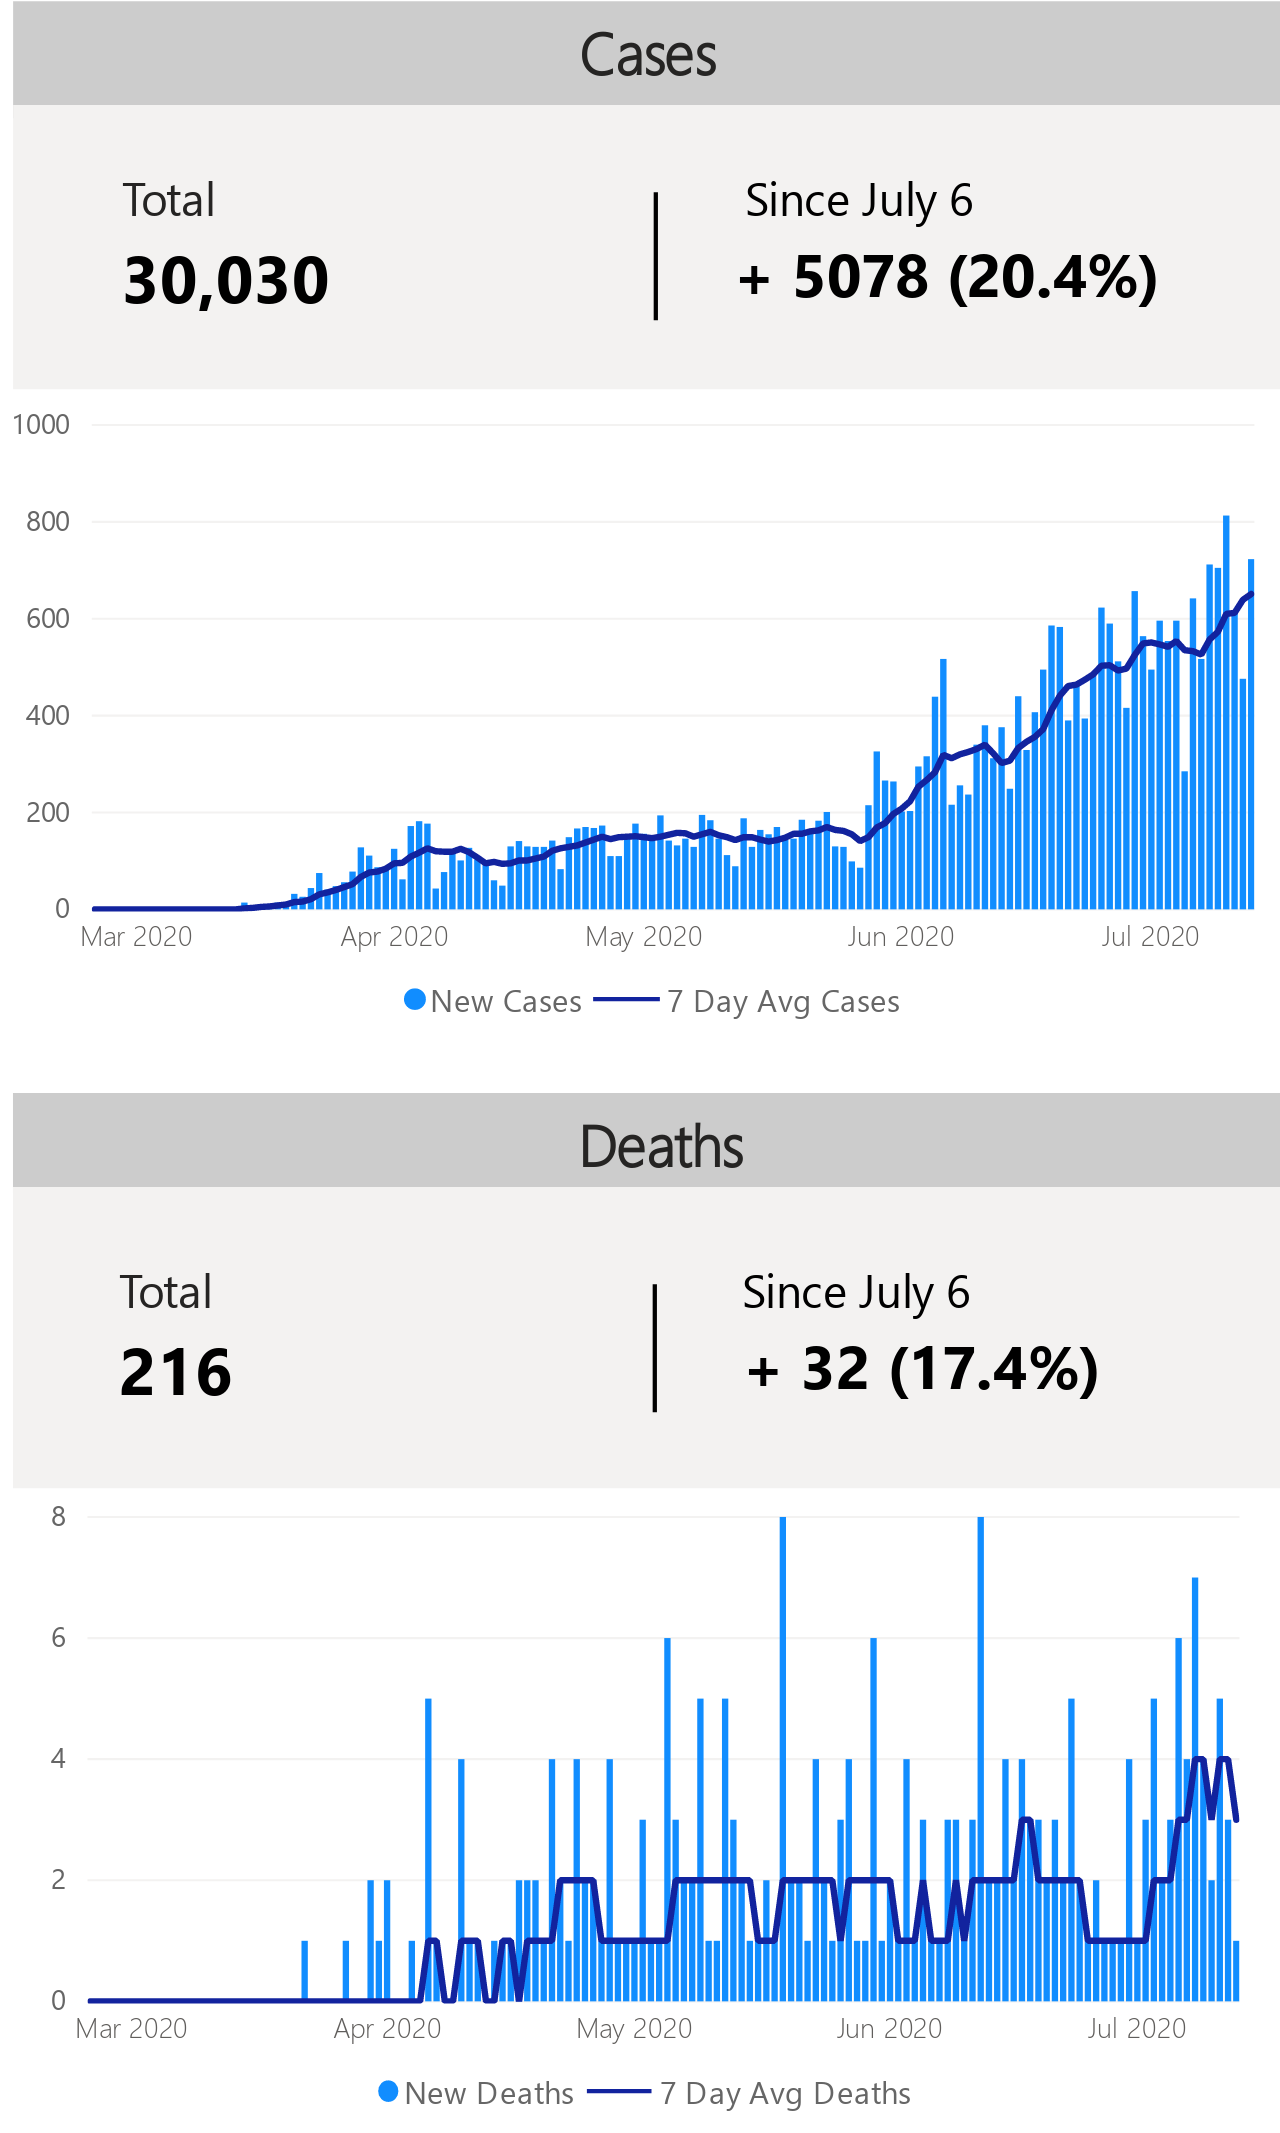 Cases
Total
Since July 6
30,030
+ 5078 (20.4%)
1000
800
600
400
200
0
Mar 2020 Apr 2020 May 2020 Jun 2020 Jul 2020
New Cases 7 Day Avg Cases
Deaths
Total
Since July 6
216
+ 32 (17.4%)
8
6
4
2
0
Mar 2020 Apr 2020 May 2020 Jun 2020 Jul 2020
New Deaths 7 Day Avg Deaths